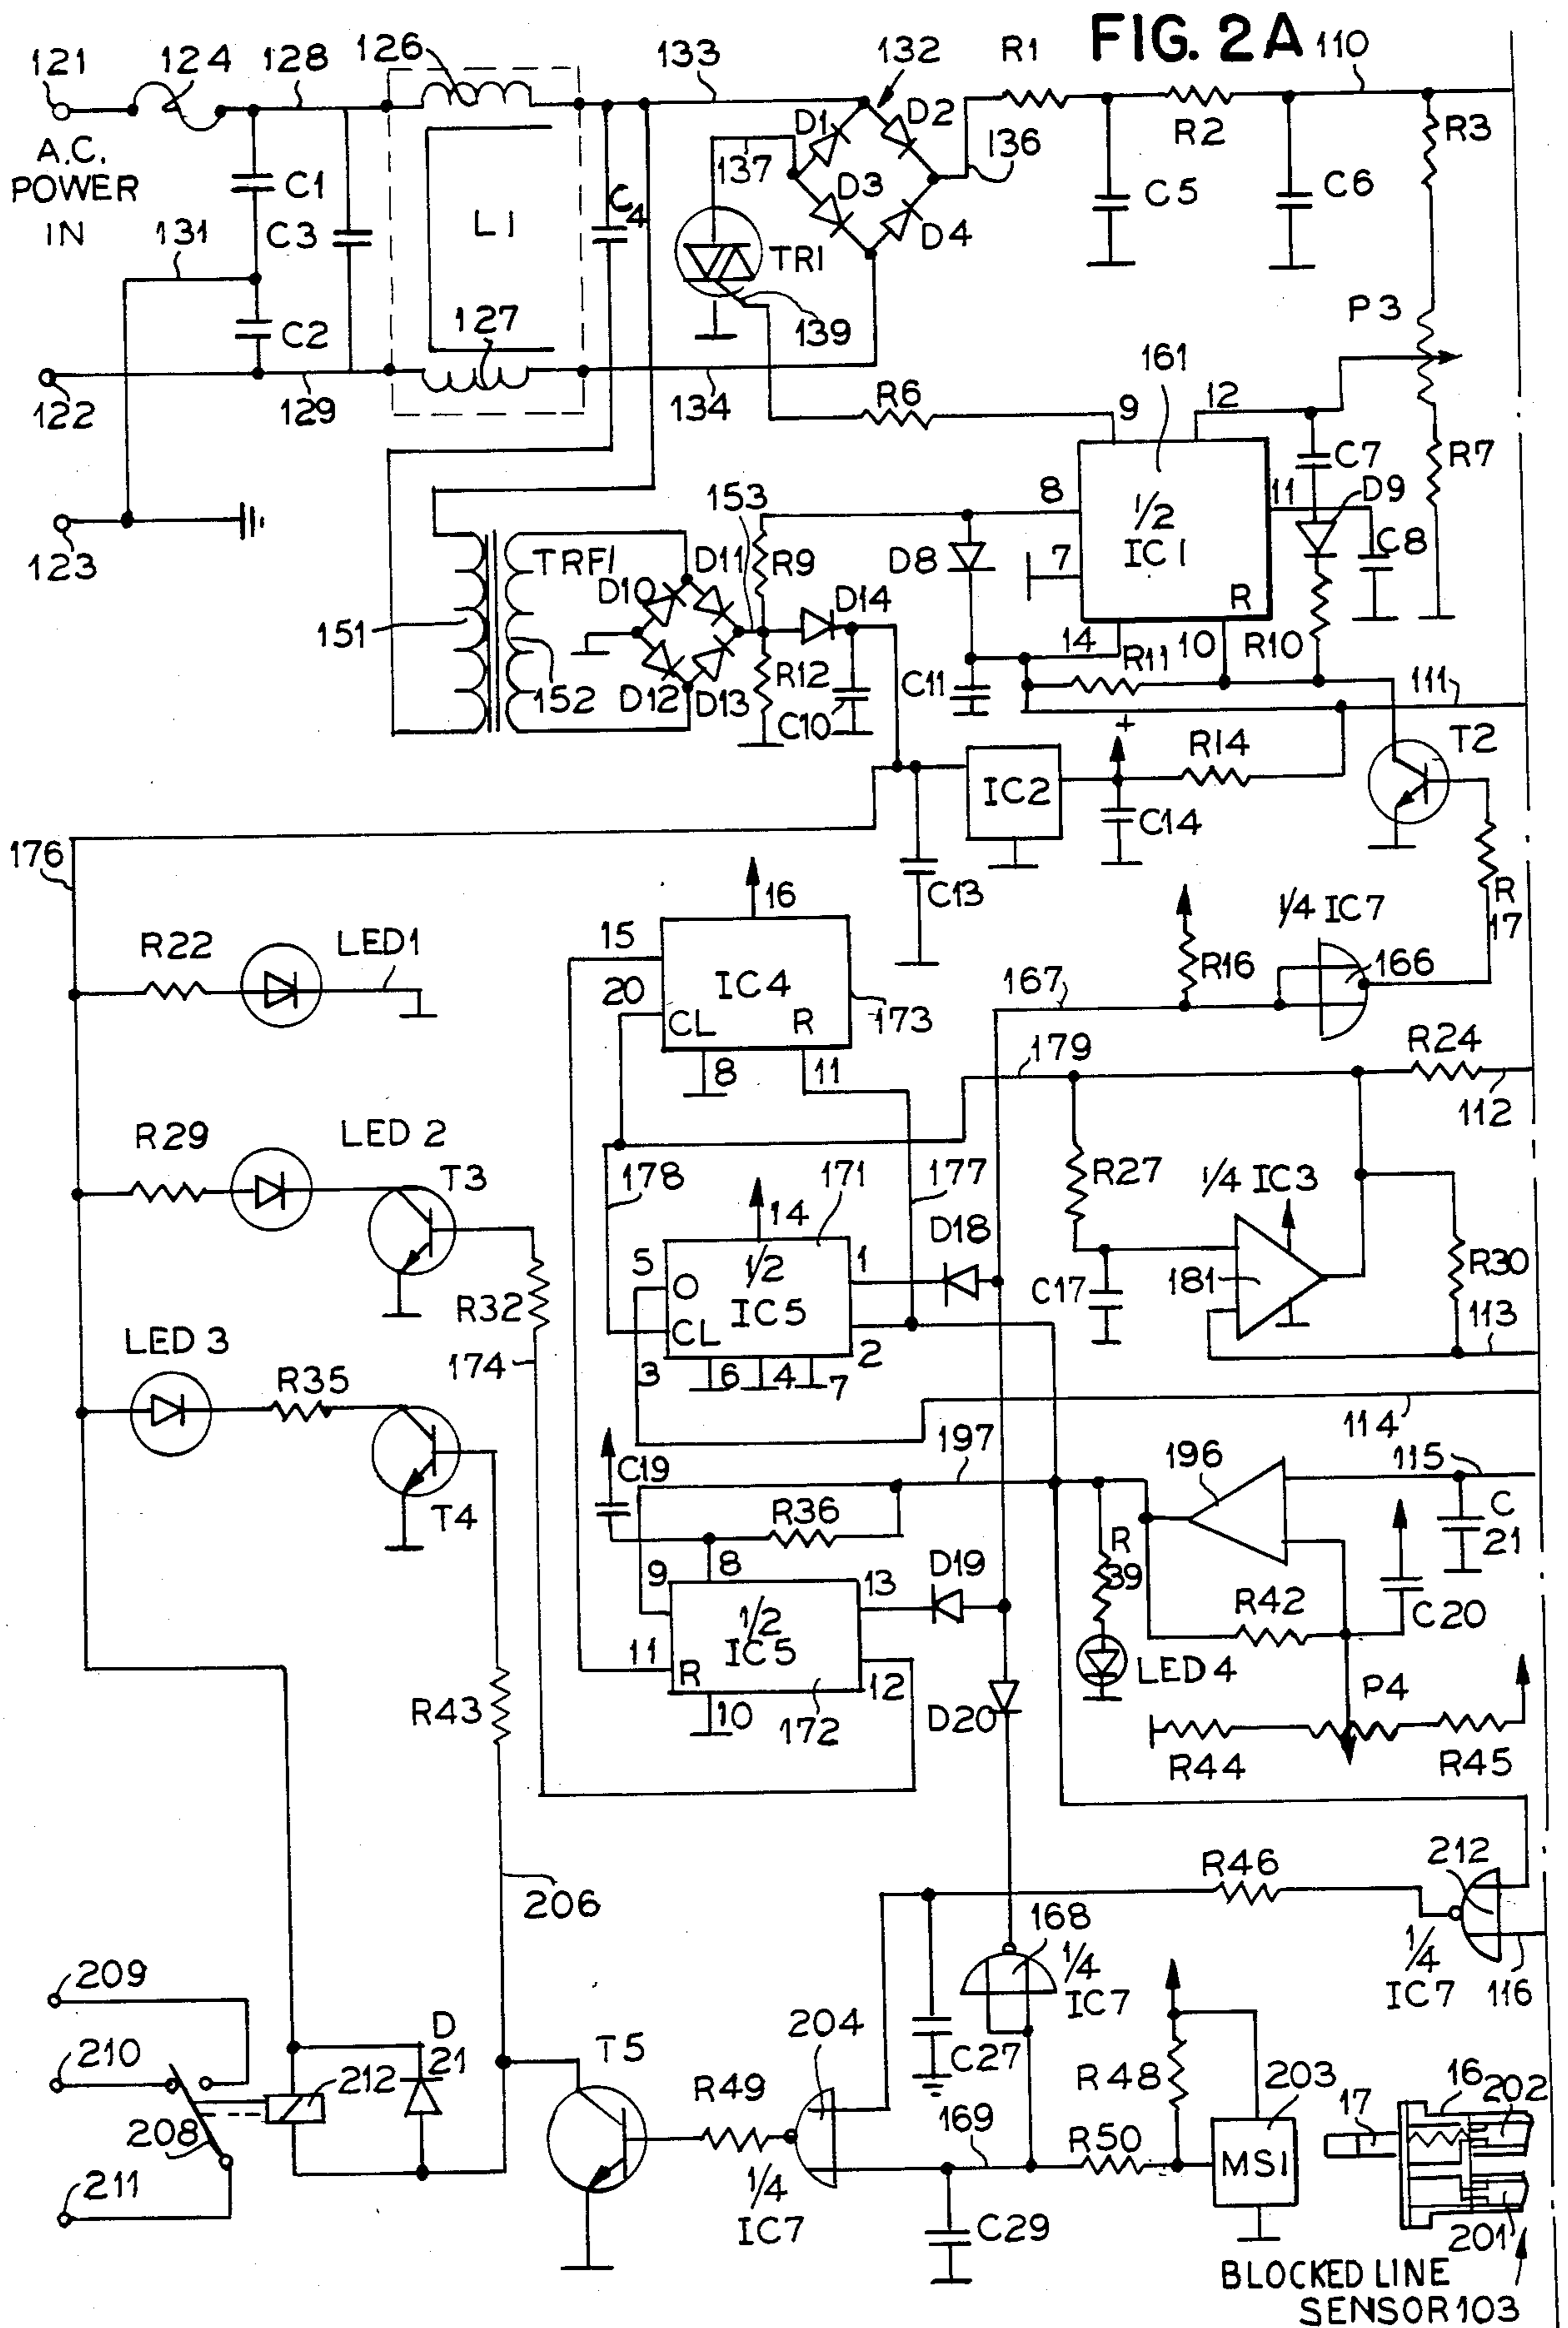 FIG. 2A
121
124
128
126
133
132
R1
110
A.C.
POWER
IN
C1
C3
131
C2
L1
127
C4
D1
D2
137
D3
D4
136
R2
R3
C5
C6
TR1
139
P3
122
129
134
R6
9
161
12
C7
R7
123
153
8
1/2
IC1
11
D9
C8
7
D8
R9
TRF1
D11
D10
D14
R
151
152
D12
D13
R12
C10
C11
14
R11
10
R10
111
+
R14
T2
IC2
C14
176
C13
R
17
16
1/4 IC7
15
IC4
R16
166
R22
LED1
20
CL
R
173
167
8
11
179
R24
112
R29
LED 2
T3
178
171
177
R27
1/4 IC3
14
D18
5
O
1/2
IC5
1
C17
181
R30
R32
CL
113
LED 3
R35
174
3
6
4
7
2
114
197
196
115
C19
R36
C
21
T4
9
8
13
D19
R
39
R42
C20
1/2
IC5
11
R
12
LED 4
P4
R43
10
172
D20
R44
R45
206
R46
212
168
1/4
IC7
1/4
IC7
116
209
204
210
D
21
T5
C27
R48
203
212
R49
16
202
17
208
169
R50
MS1
211
1/4
IC7
C29
201
BLOCKED LINE
SENSOR 103